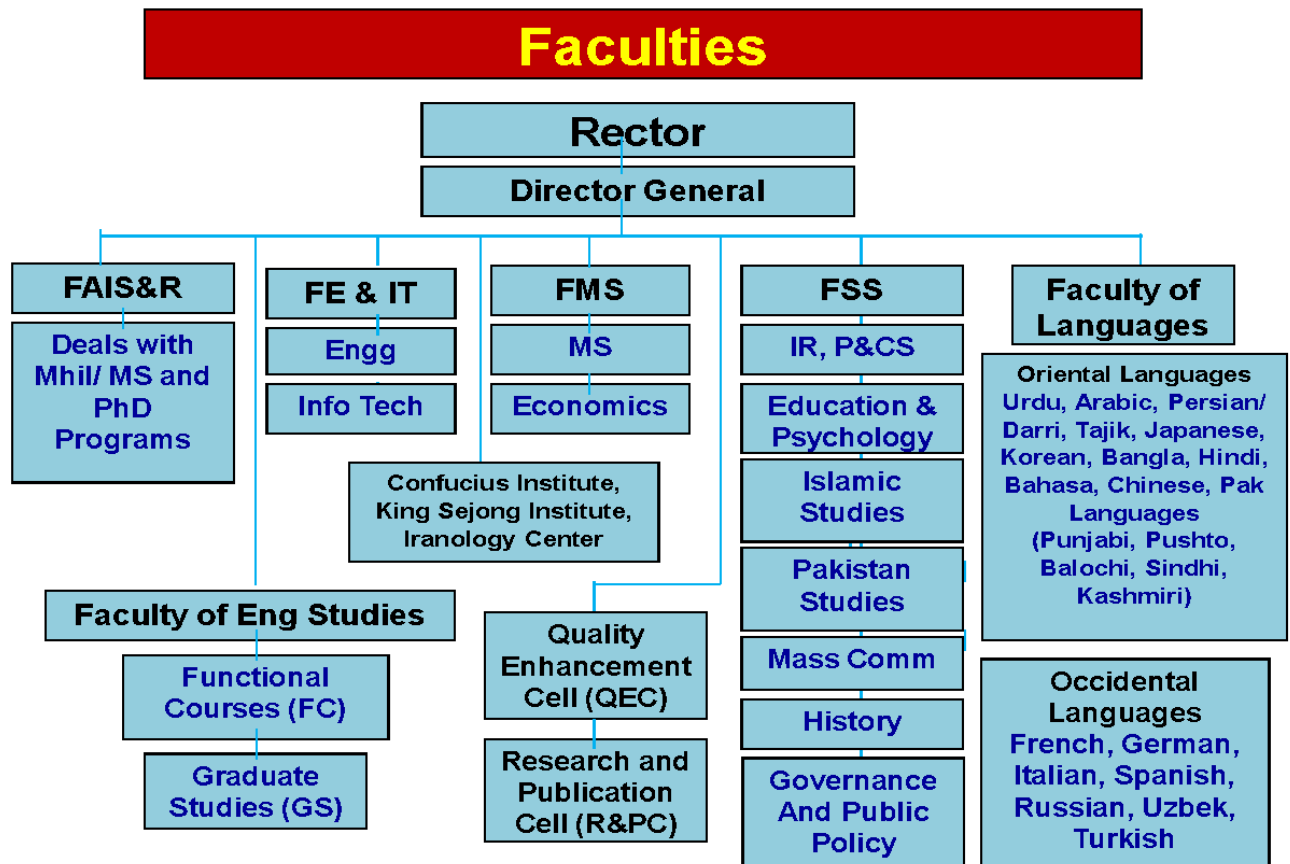 Faculties
Rector
Director General
FAIS&R
Deals with
Mhil/ MS and
PhD
Programs
FE & IT
Engg
Info Tech
FMS
MS
Economics
FSS
IR, P&CS
Education &
Psychology
Islamic
Studies
Pakistan
Studies
Mass Comm
History
Governance
And Public
Policy
Faculty of
Languages
Oriental Languages
Urdu, Arabic, Persian/
Darri, Tajik, Japanese,
Korean, Bangla, Hindi,
Bahasa, Chinese, Pak
Languages
(Punjabi, Pushto,
Balochi, Sindhi,
Kashmiri)
Occidental
Languages
French, German,
Italian, Spanish,
Russian, Uzbek,
Turkish
Confucius Institute,
King Sejong Institute,
Iranology Center
Faculty of Eng Studies
Functional
Courses (FC)
Graduate
Studies (GS)
Quality
Enhancement
Cell (QEC)
Research and
Publication
Cell (R&PC)